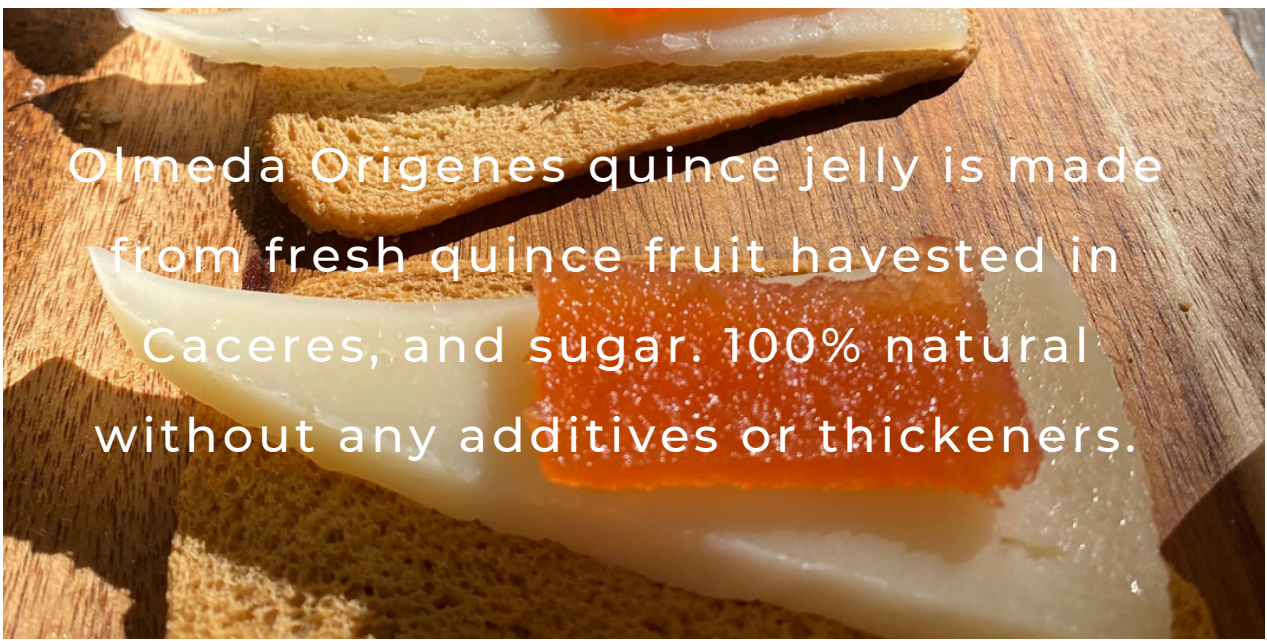 Olmeda Origenes quince jelly is made
from fresh quince fruit havested in
Caceres, and sugar. 100% natural
without any additives or thickeners.